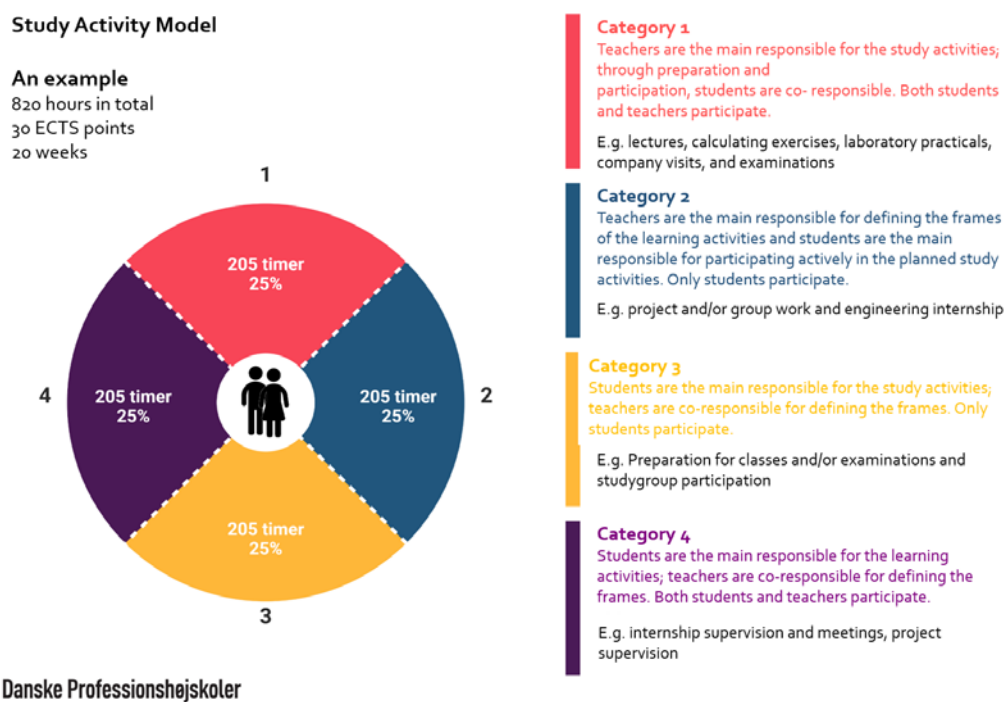 Study Activity Model
An example
820 hours in total
30 ECTS points
20 weeks
1
205 timer
25%
4
205 timer
25%
205 timer
25%
2
205 timer
25%
3
Danske Professionshøjskoler
Category 1
Teachers are the main responsible for the study activities;
through preparation and
participation, students are co- responsible. Both students
and teachers participate.
E.g. lectures, calculating exercises, laboratory practicals,
company visits, and examinations
Category 2
Teachers are the main responsible for defining the frames
of the learning activities and students are the main
responsible for participating actively in the planned study
activities. Only students participate.
E.g. project and/or group work and engineering internship
Category 3
Students are the main responsible for the study activities;
teachers are co-responsible for defining the frames. Only
students participate.
E.g. Preparation for classes and/or examinations and
studygroup participation
Category 4
Students are the main responsible for the learning
activities; teachers are co-responsible for defining the
frames. Both students and teachers participate.
E.g. internship supervision and meetings, project
supervision